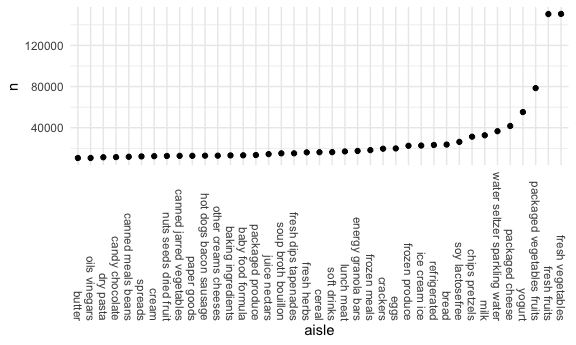 120000
80000
40000
n
butter
oils vinegars
dry pasta
candy chocolate
canned meals beans
spreads
cream
nuts seeds dried fruit
canned jarred vegetables
paper goods
hot dogs bacon sausage
other creams cheeses
baking ingredients
baby food formula
packaged produce
juice nectars
soup broth bouillon
fresh dips tapenades
fresh herbs
cereal
soft drinks
lunch meat
energy granola bars
frozen meals
crackers
eggs
frozen produce
ice cream ice
refrigerated
bread
soy lactosefree
chips pretzels
milk
water seltzer sparkling water
packaged cheese
yogurt
packaged vegetables fruits
fresh fruits
fresh vegetables
aisle